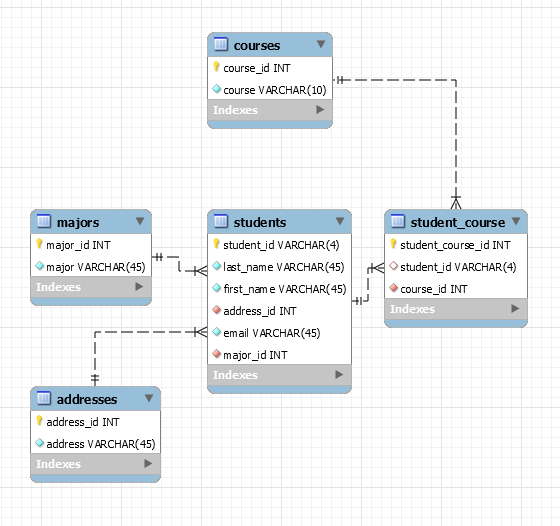 courses
course_id INT
course VARCHAR(10)
Indexes
majors
major_id INT
major VARCHAR(45)
Indexes
students
student_id VARCHAR(4)
last_name VARCHAR(45)
first_name VARCHAR(45)
address_id INT
email VARCHAR(45)
major_id INT
Indexes
student_course
student_course_id INT
student_id VARCHAR(4)
course_id INT
Indexes
addresses
address_id INT
address VARCHAR(45)
Indexes